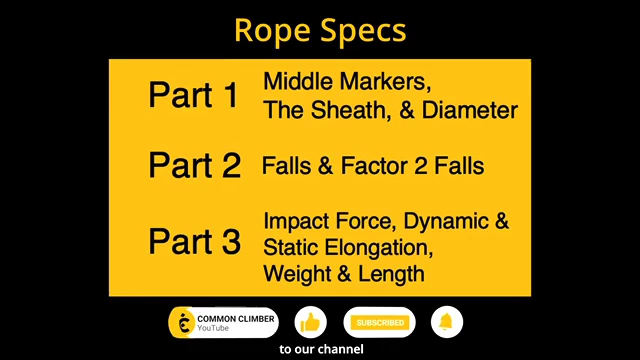 Rope Specs
Part 1
Middle Markers,
The Sheath, & Diameter
Part 2
Falls & Factor 2 Falls
Part 3
Impact Force, Dynamic &
Static Elongation,
Weight & Length
COMMON CLIMBER
YouTube
SUBSCRIBED
to our channel